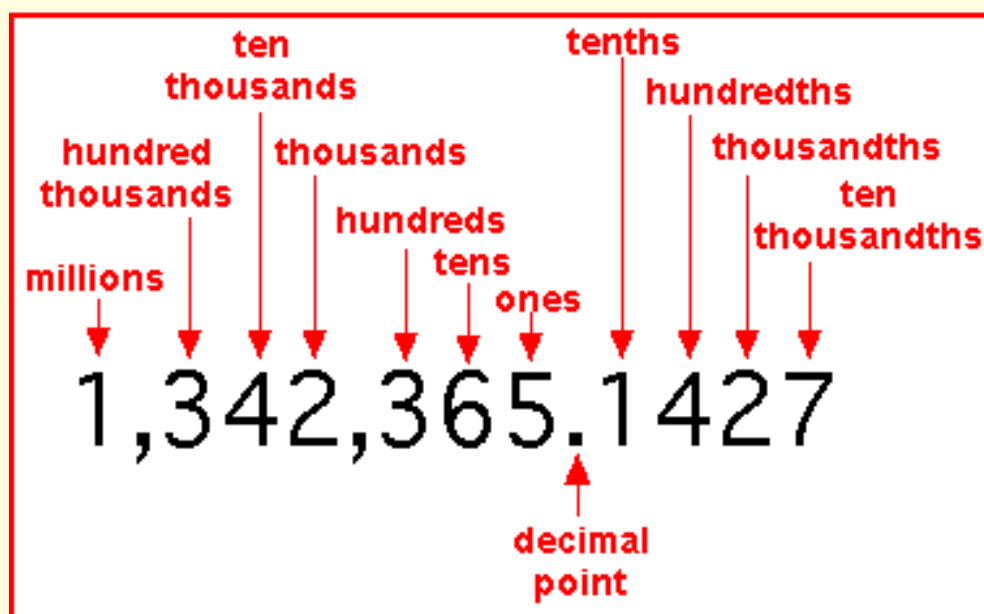 ten
thousands
tenths
hundredths
hundred
thousands
thousands
thousandths
ten
thousandths
hundreds
tens
ones
millions
1,342,365.1427
decimal
point